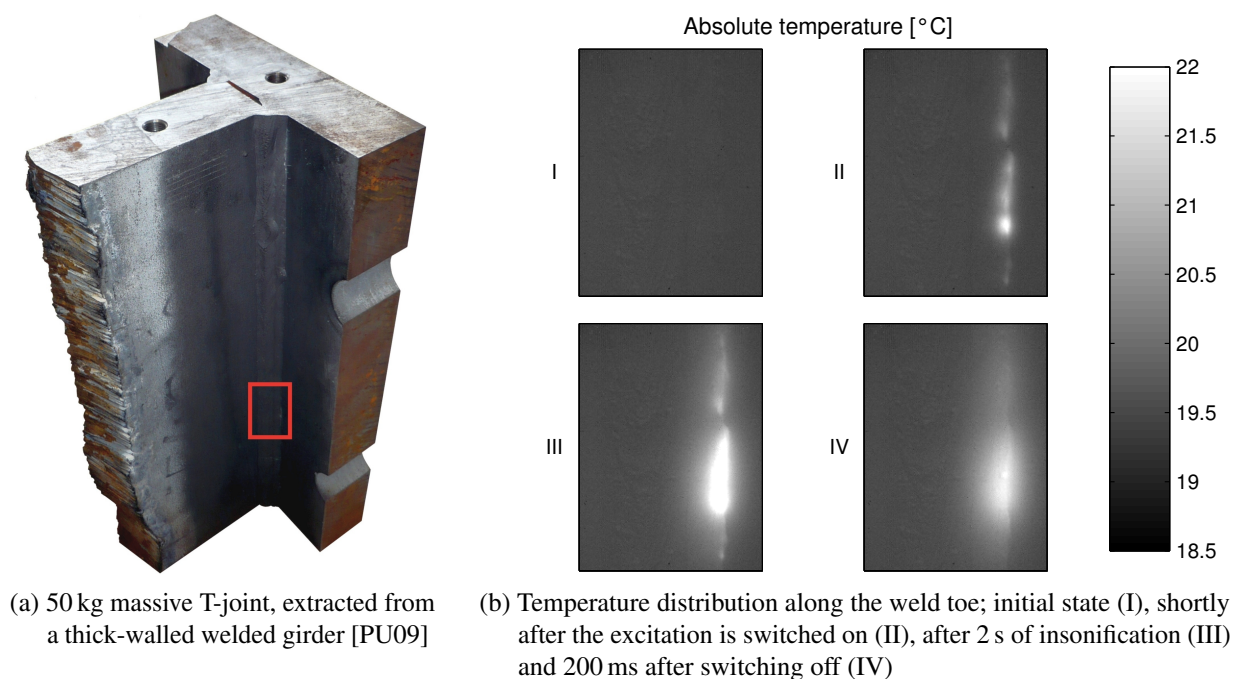 Absolute temperature [°C]
I
II
III
IV
22
21.5
21
20.5
20
19.5
19
18.5
(a) 50 kg massive T-joint, extracted from
a thick-walled welded girder [PU09]
(b) Temperature distribution along the weld toe; initial state (I), shortly
after the excitation is switched on (II), after 2 s of insonification (III)
and 200 ms after switching off (IV)